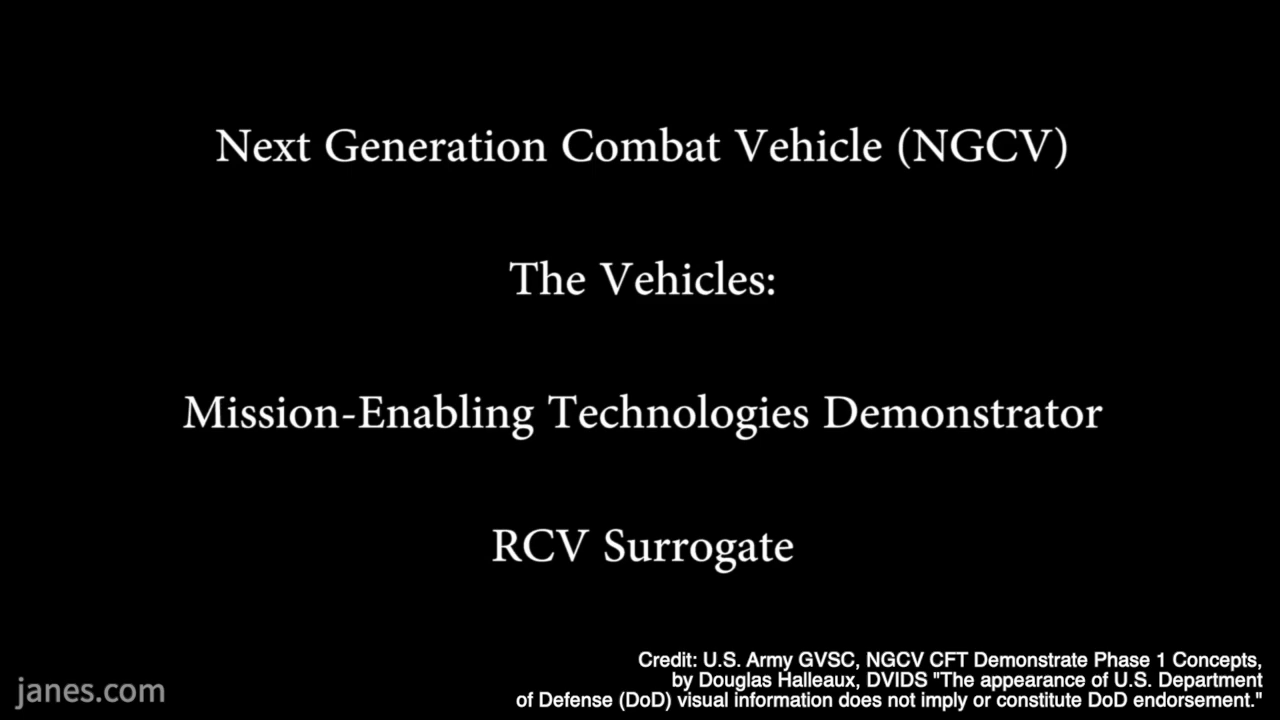 Next Generation Combat Vehicle (NGCV)
The Vehicles:
Mission-Enabling Technologies Demonstrator
RCV Surrogate
Credit: U.S. Army GVSC, NGCV CFT Demonstrate Phase 1 Concepts,
by Douglas Halleaux, DVIDS "The appearance of U.S. Department
of Defense (DoD) visual information does not imply or constitute DoD endorsement."
janes.com